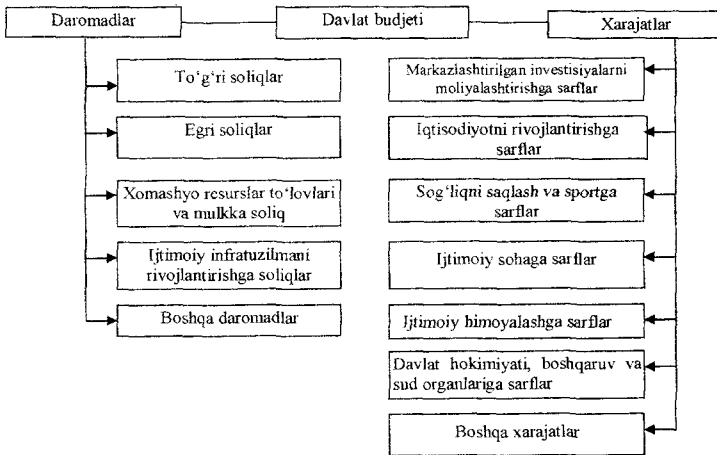 Daromadlar
Davlat budjeti
Xarajatlar
To‘g‘ri soliqlar
Egri soliqlar
Xomashyo resurslar to‘lovlari
va mulkka soliq
Ijtimoiy infratuzilmani
rivojlantirishga soliqlar
Boshqa daromadlar
Markazlashtirilgan investisiyalarni
moliyalashtirishga sarflar
Iqtisodiyotni rivojlantirishga
sarflar
Sog‘liqni saqlash va sportga
sarflar
Ijtimoiy sohaga sarflar
Ijtimoiy himoyalashga sarflar
Davlat hokimiyati, boshqaruv va
sud organlariga sarflar
Boshqa xarajatlar